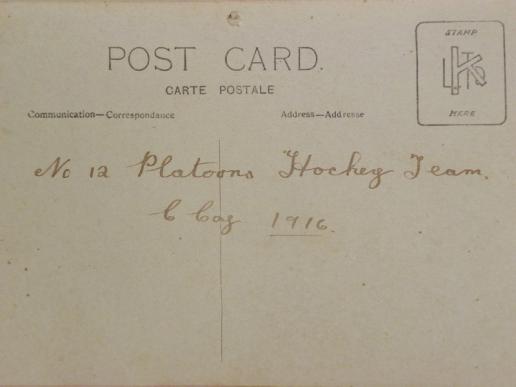 POST CARD.
CARTE POSTALE
STAMP
HERE
Communication—Correspondance
Address—Addresse
No 12 Platoons Hockey Team.
C Coy 1916.